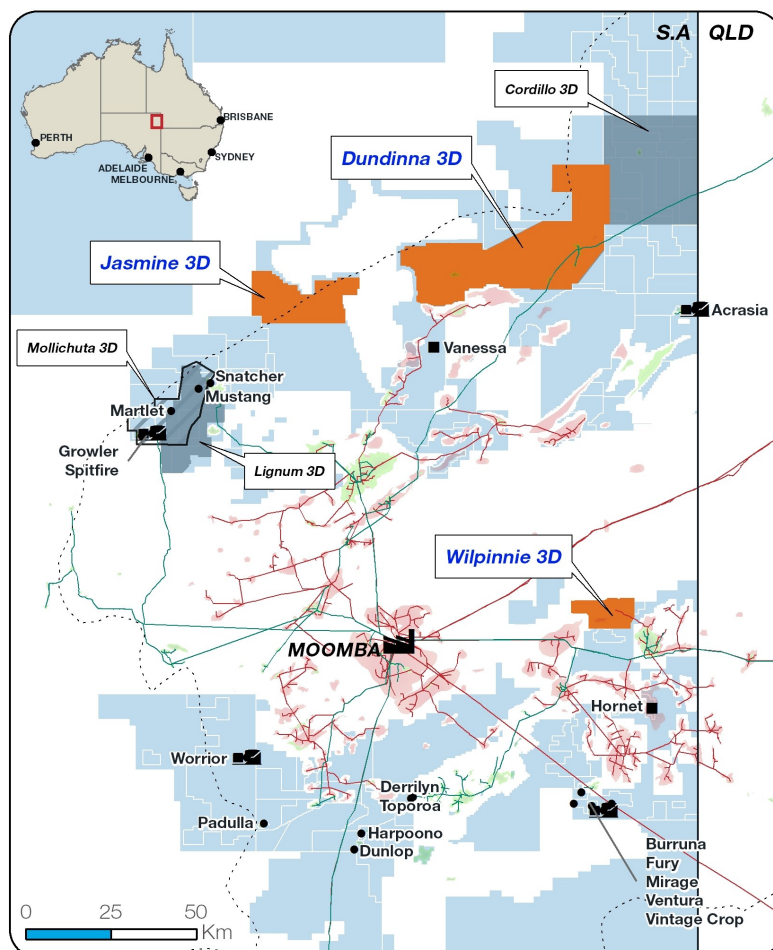 S.A QLD
Cordillo 3D
BRISBANE
PERTH
SYDNEY
ADELAIDE
MELBOURNE
Dundinna 3D
Jasmine 3D
Acrasia
Mollichuta 3D
Vanessa
Snatcher
Mustang
Martlet
Growler
Spitfire
Lignum 3D
Wilpinnie 3D
MOOMBA
Hornet
Worrior
Derrilyn
Toporoa
Padulla
Harpoono
Dunlop
Burruna
Fury
Mirage
Ventura
Vintage Crop
0 25 50
Km